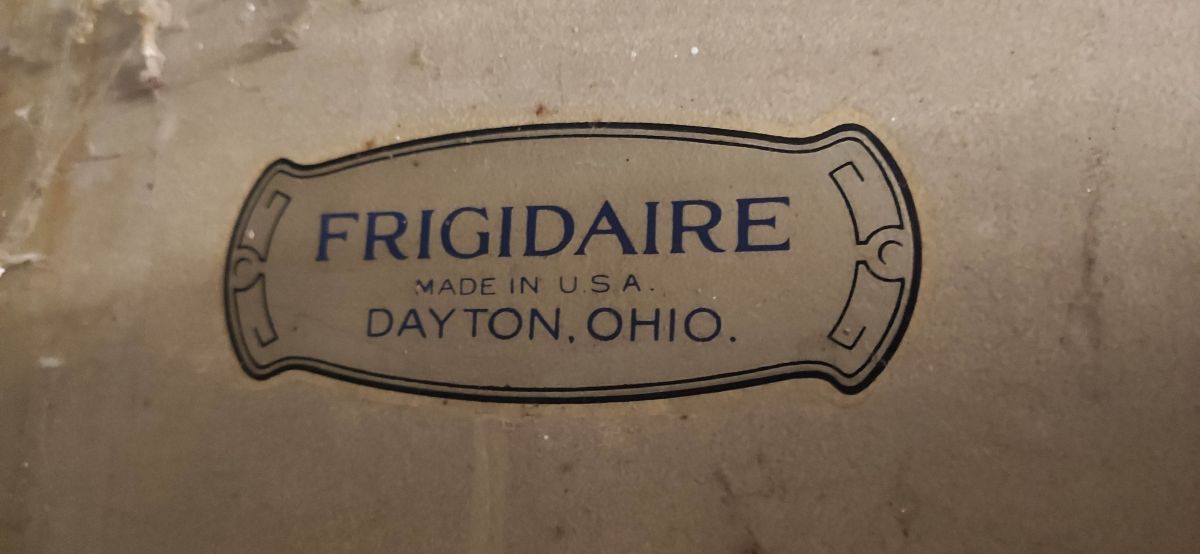 FRIGIDAIRE
MADE IN U.S.A.
DAYTON, OHIO.